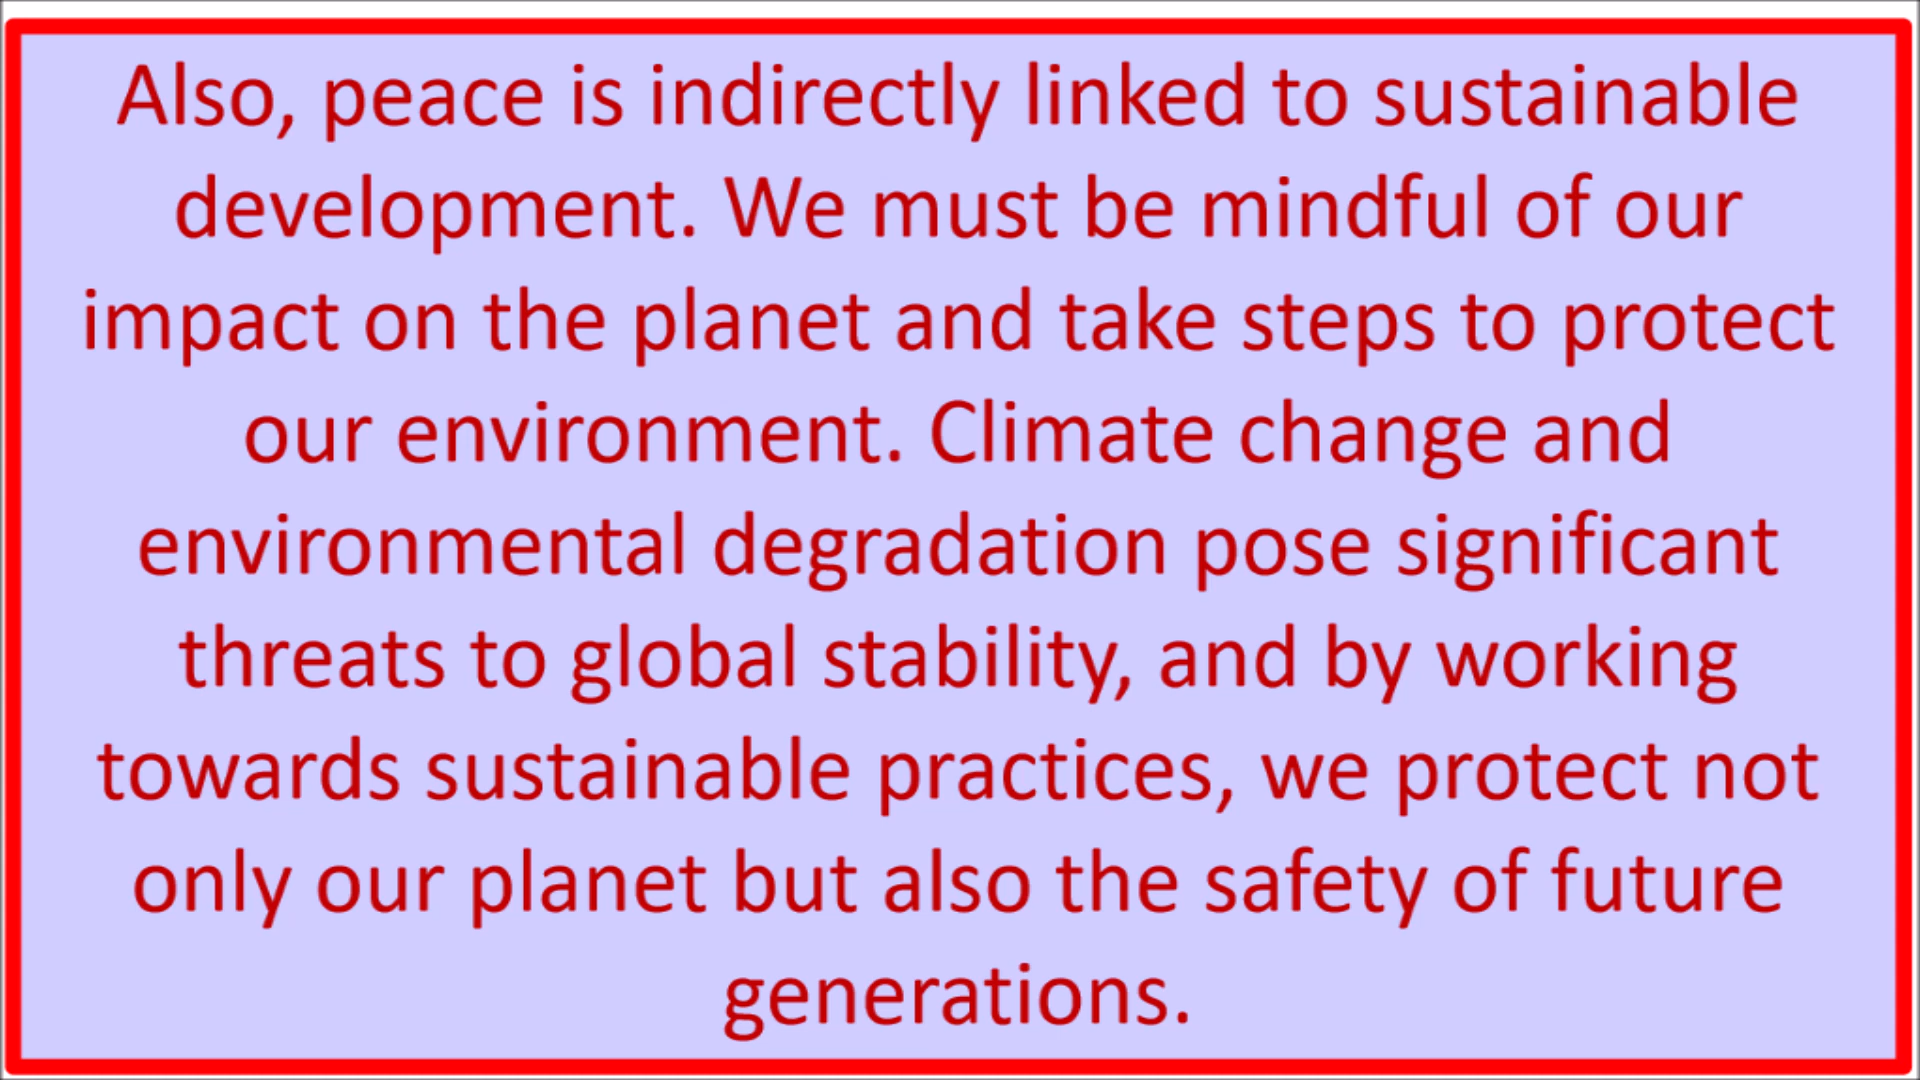 Also, peace is indirectly linked to sustainable
development. We must be mindful of our
impact on the planet and take steps to protect
our environment. Climate change and
environmental degradation pose significant
threats to global stability, and by working
towards sustainable practices, we protect not
only our planet but also the safety of future
generations.